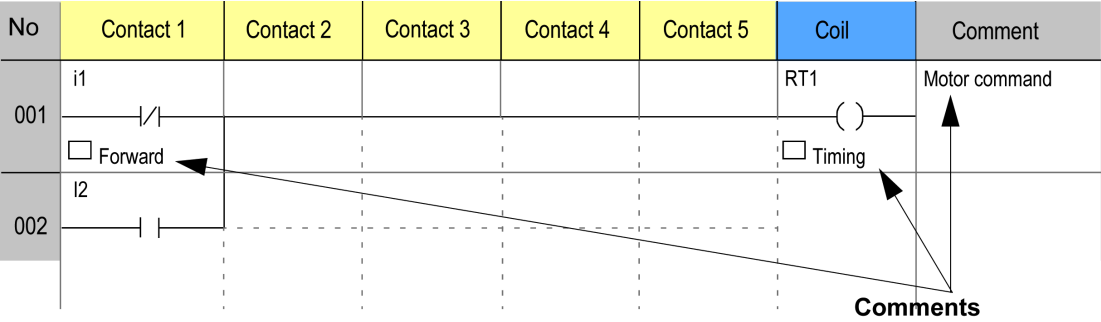 No Contact 1 Contact 2 Contact 3 Contact 4 Contact 5 Coil Comment
i1 RT1 Motor command
001
Forward Timing
I2
002
Comments